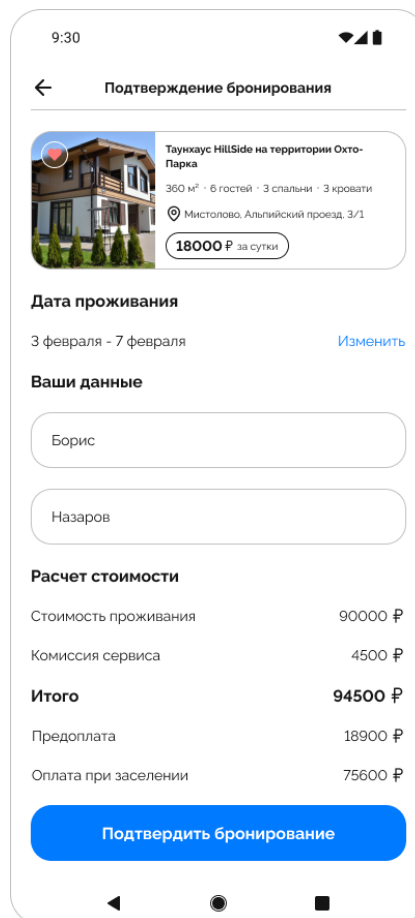 9:30
Подтверждение бронирования
Таунхаус HillSide на территории Охто-
Парка
360 м² · 6 гостей · 3 спальни · 3 кровати
Мистолово, Альпийский проезд, 3/1
18000 ₽ за сутки
Дата проживания
3 февраля - 7 февраля Изменить
Ваши данные
Борис
Назаров
Расчет стоимости
Стоимость проживания 90000 ₽
Комиссия сервиса 4500 ₽
Итого 94500 ₽
Предоплата 18900 ₽
Оплата при заселении 75600 ₽
Подтвердить бронирование